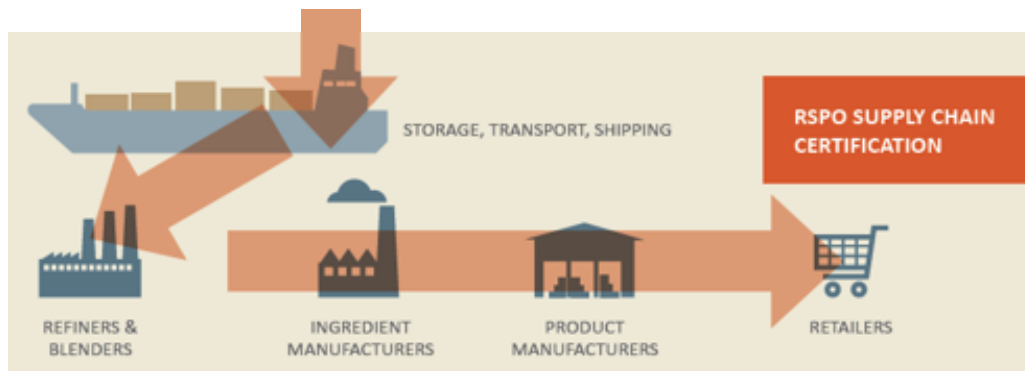 STORAGE, TRANSPORT, SHIPPING
RSPO SUPPLY CHAIN
CERTIFICATION
REFINERS &
BLENDERS
INGREDIENT
MANUFACTURERS
PRODUCT
MANUFACTURERS
RETAILERS